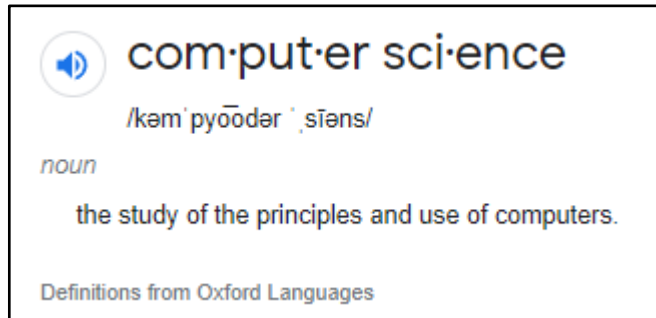 com·put·er sci·ence
/kəmˈpyo͞odər ˈˌsīəns/
noun
the study of the principles and use of computers.
Definitions from Oxford Languages